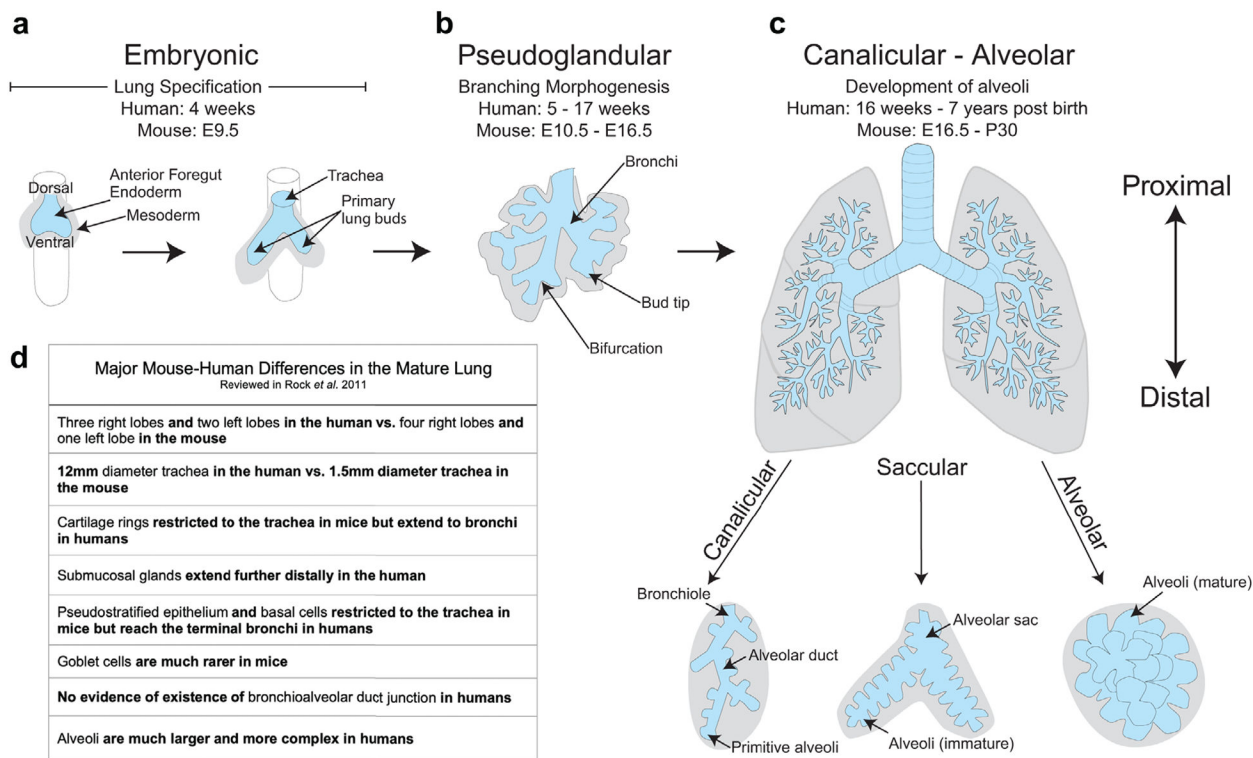 a
Embryonic
Lung Specification
Human: 4 weeks
Mouse: E9.5
Dorsal
Ventral
Anterior Foregut
Endoderm
Mesoderm
Trachea
Primary
lung buds
b
Pseudoglandular
Branching Morphogenesis
Human: 5 - 17 weeks
Mouse: E10.5 - E16.5
Bronchi
Bud tip
Bifurcation
c
Canalicular - Alveolar
Development of alveoli
Human: 16 weeks - 7 years post birth
Mouse: E16.5 - P30
Proximal
Distal
Canalicular
Saccular
Alveolar
Bronchiole
Alveolar duct
Primitive alveoli
Alveolar sac
Alveoli (immature)
Alveoli (mature)
d
Major Mouse-Human Differences in the Mature Lung
Reviewed in Rock et al. 2011
Three right lobes and two left lobes in the human vs. four right lobes and
one left lobe in the mouse
12mm diameter trachea in the human vs. 1.5mm diameter trachea in
the mouse
Cartilage rings restricted to the trachea in mice but extend to bronchi
in humans
Submucosal glands extend further distally in the human
Pseudostratified epithelium and basal cells restricted to the trachea in
mice but reach the terminal bronchi in humans
Goblet cells are much rarer in mice
No evidence of existence of bronchioalveolar duct junction in humans
Alveoli are much larger and more complex in humans